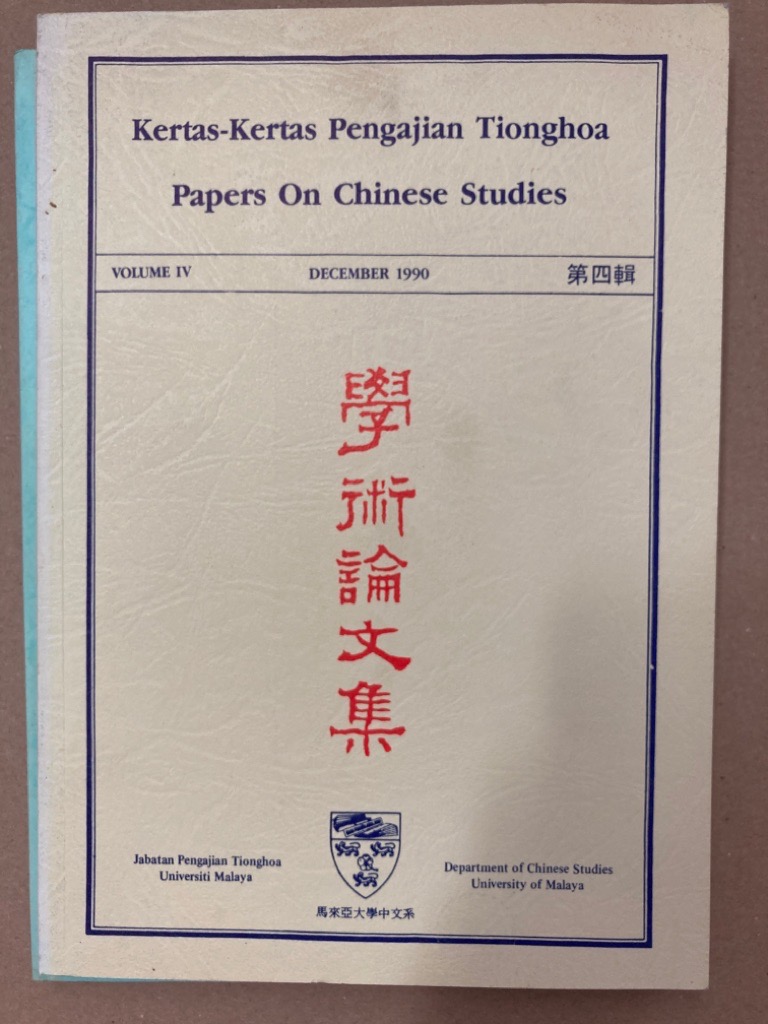 Kertas-Kertas Pengajian Tionghoa
Papers On Chinese Studies
VOLUME IV DECEMBER 1990 第四輯
學術論文集
Jabatan Pengajian Tionghoa
Universiti Malaya
Department of Chinese Studies
University of Malaya
馬來亞大學中文系